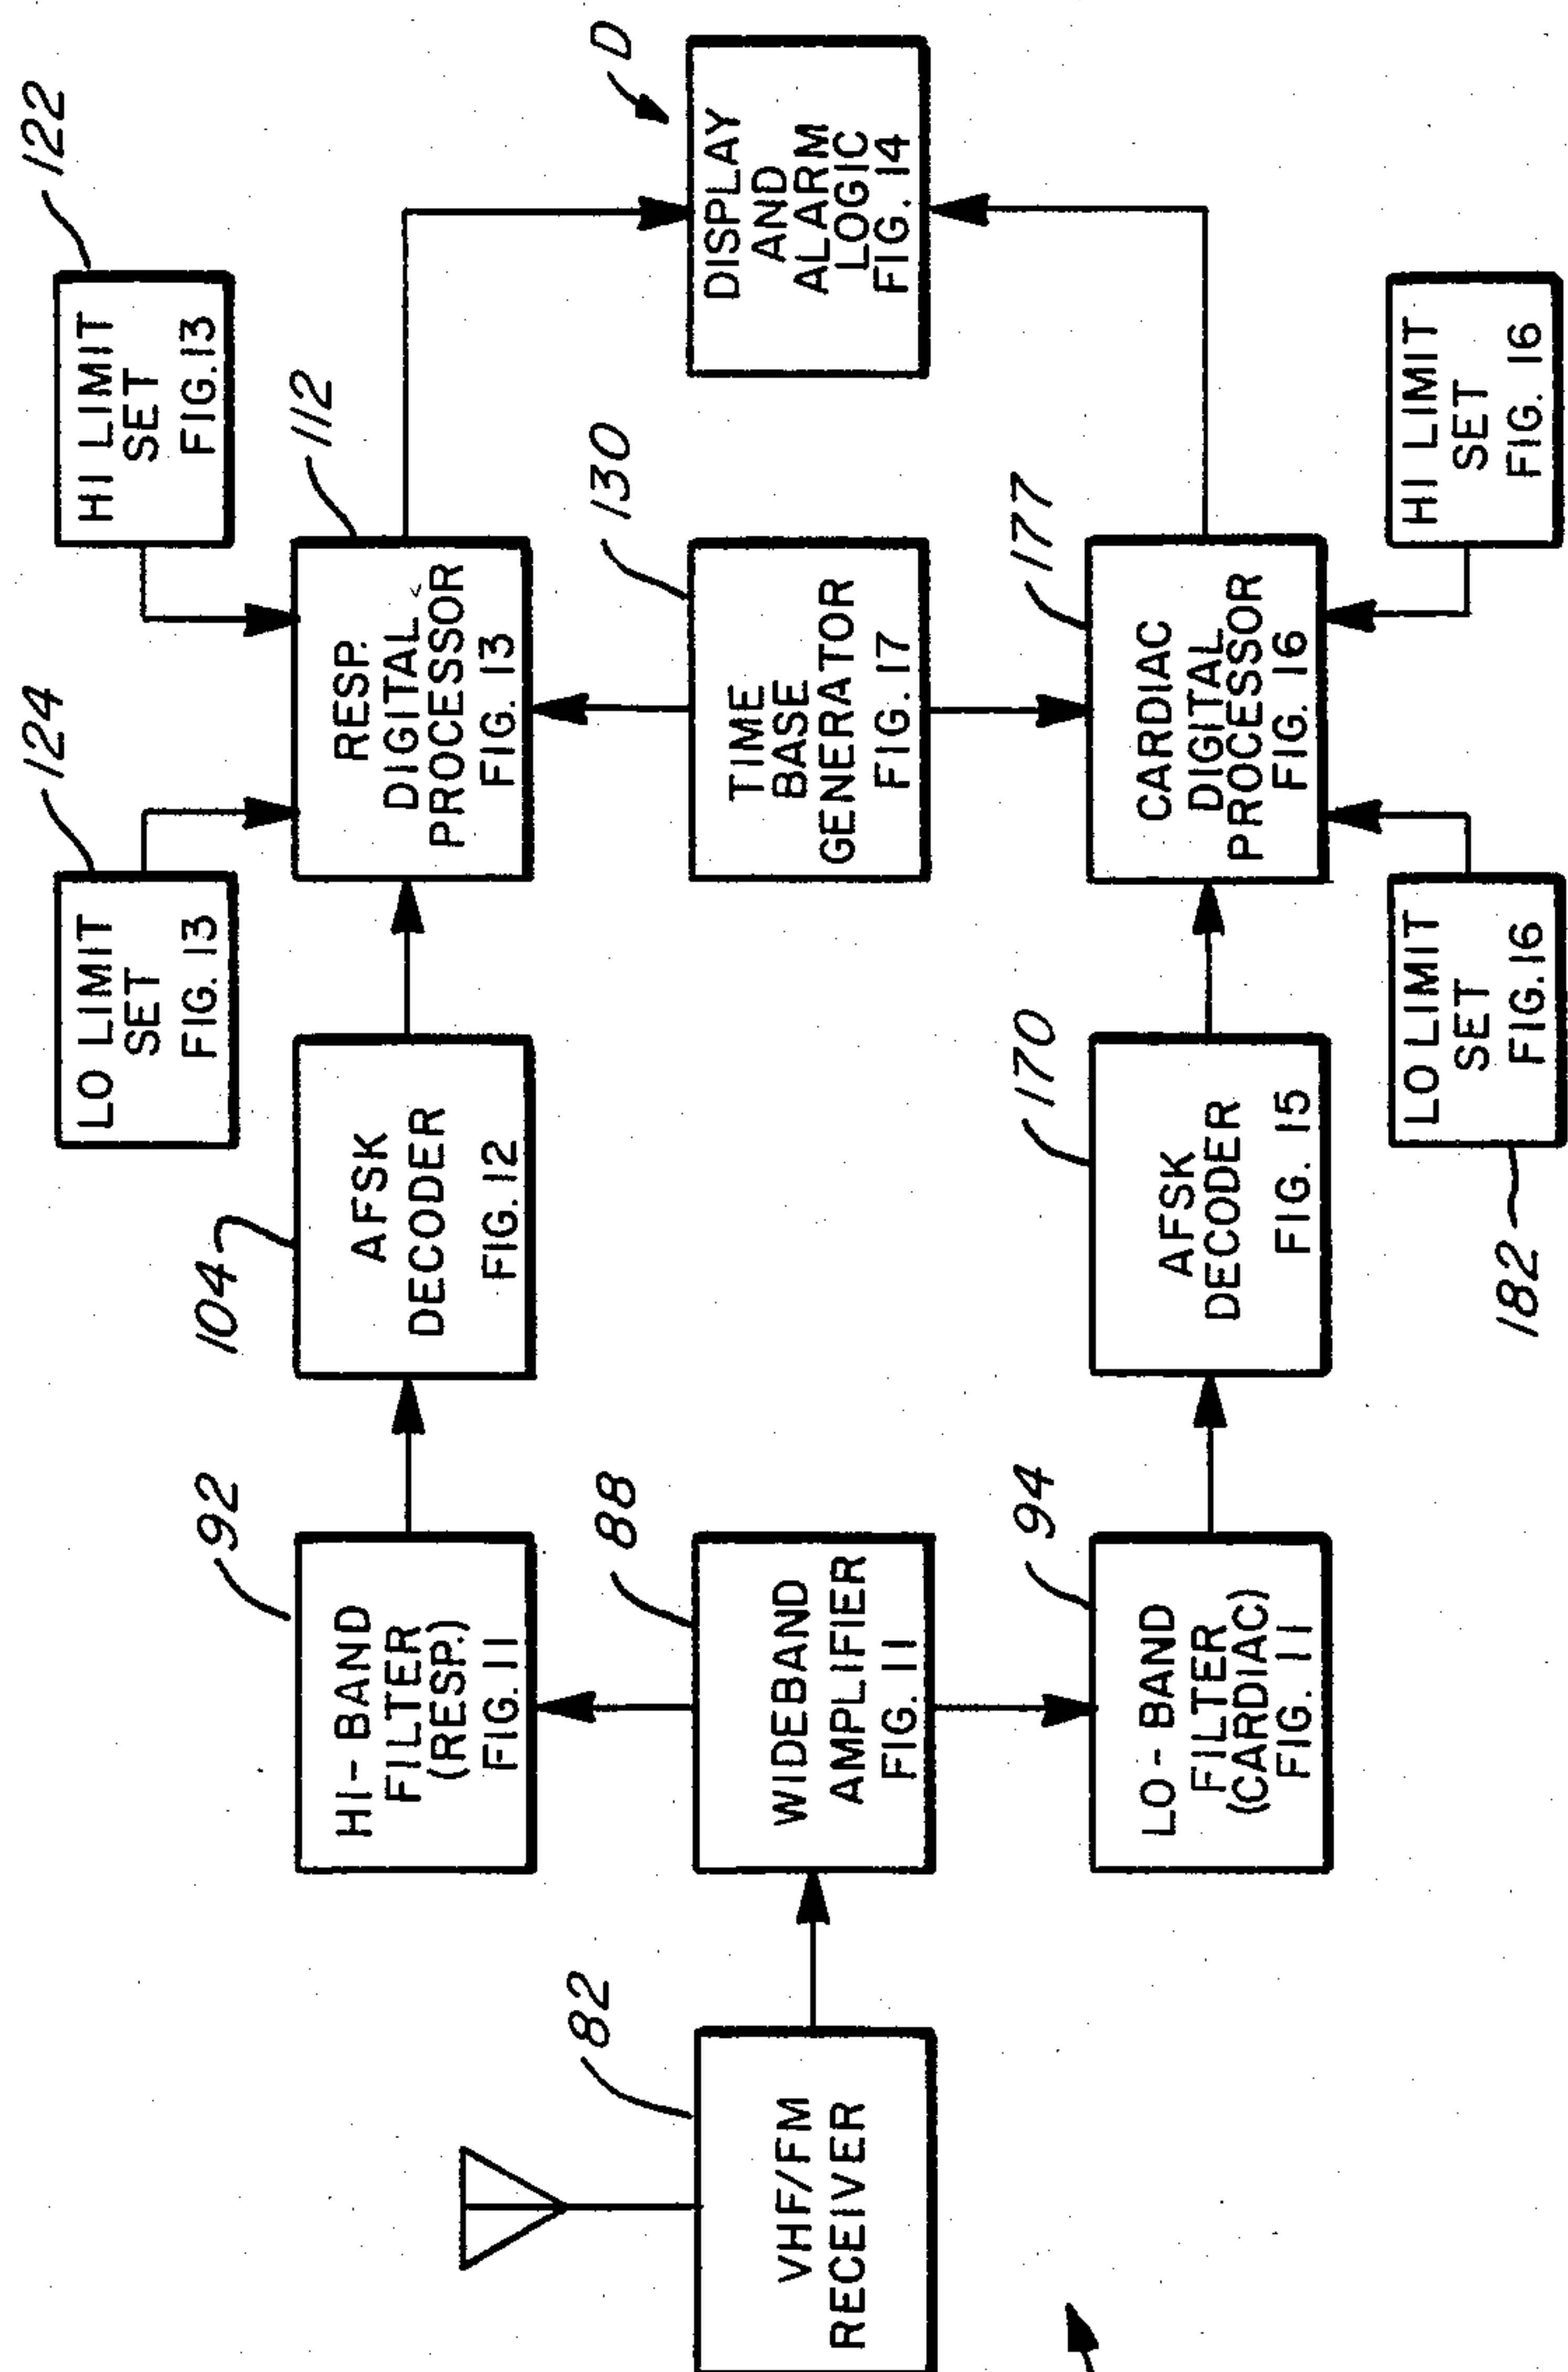 124
122
LO LIMIT
SET
FIG. 13
HI LIMIT
SET
FIG. 13
92
104
112
HI-BAND
FILTER
(RESP.)
FIG. 11
AFSK
DECODER
FIG. 12
RESP.
DIGITAL
PROCESSOR
FIG. 13
82
88
130
D
VHF/FM
RECEIVER
WIDEBAND
AMPLIFIER
FIG. 11
TIME
BASE
GENERATOR
FIG. 17
DISPLAY
AND
ALARM
LOGIC
FIG. 14
94
170
177
LO-BAND
FILTER
(CARDIAC)
FIG. 11
AFSK
DECODER
FIG. 15
CARDIAC
DIGITAL
PROCESSOR
FIG. 16
LO LIMIT
SET
FIG. 16
HI LIMIT
SET
FIG. 16
182